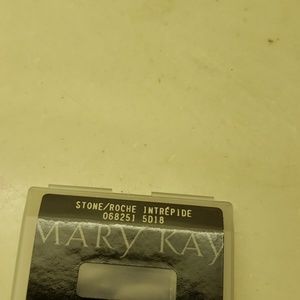 STONE/ROCHE INTRÉPIDE
068251 5D18
MARY KAY